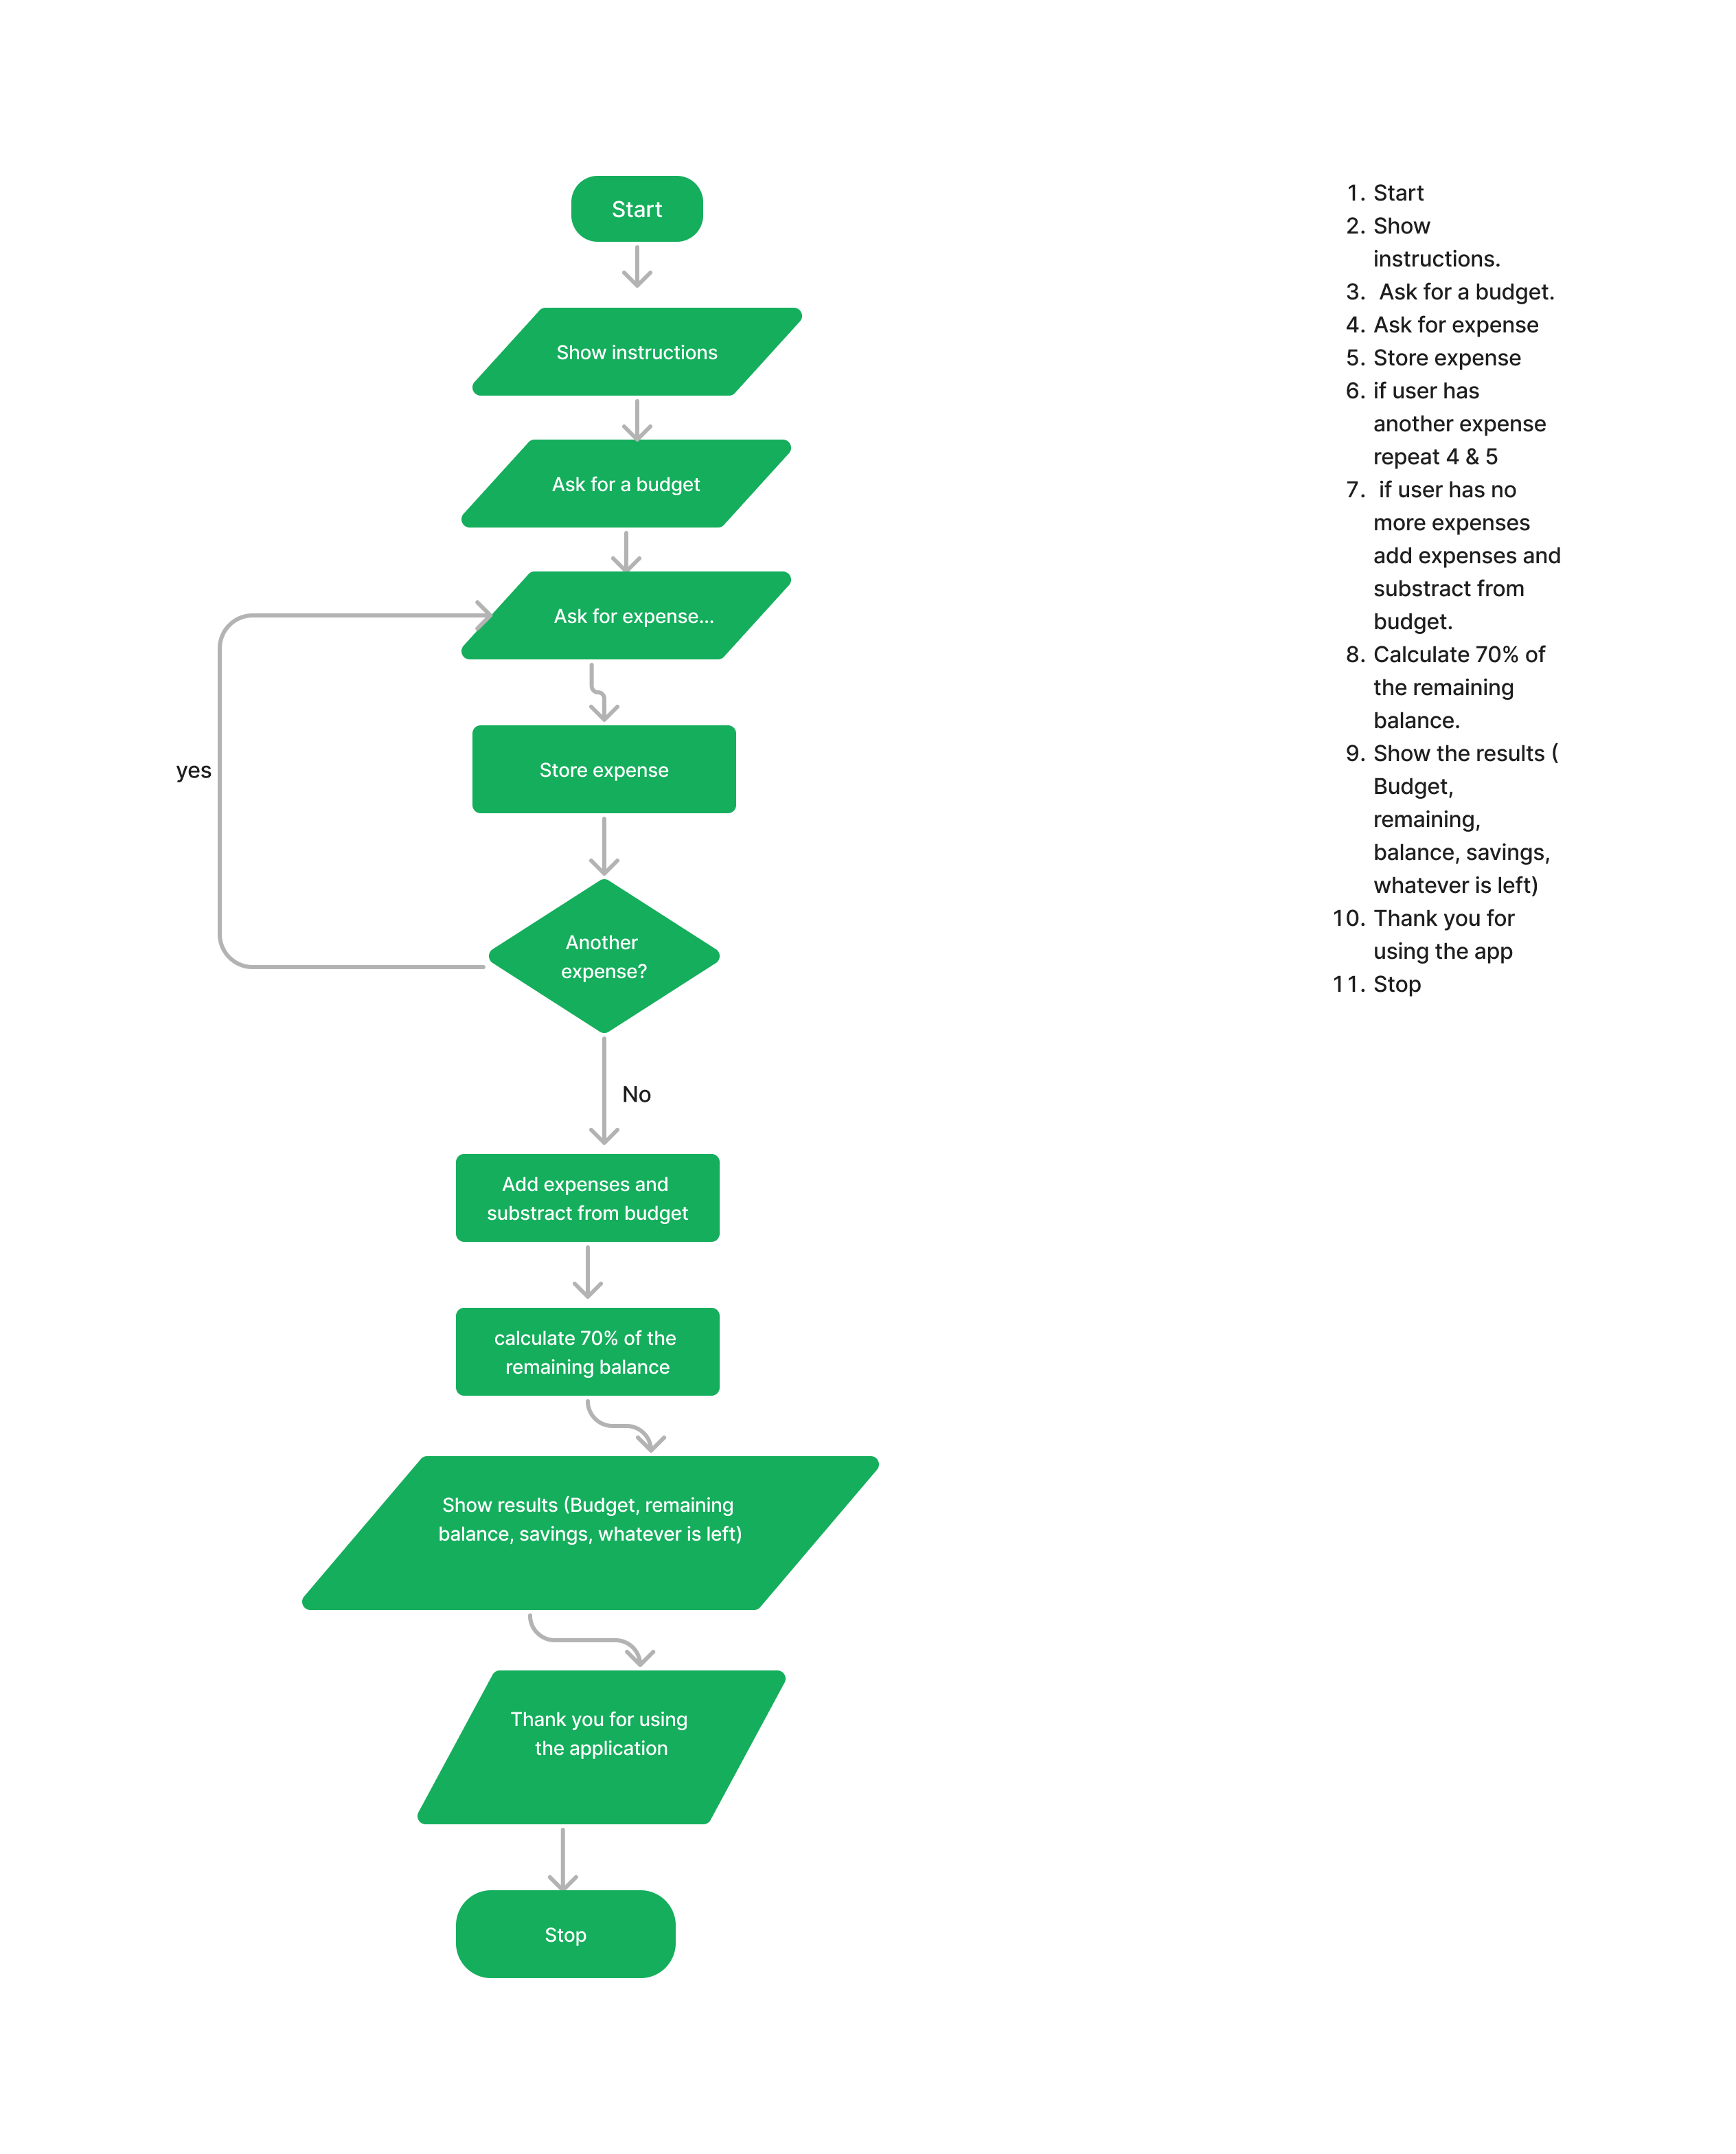 Start
Show instructions
Ask for a budget
Ask for expense...
Store expense
yes
Another
expense?
No
Add expenses and
substract from budget
calculate 70% of the
remaining balance
Show results (Budget, remaining
balance, savings, whatever is left)
Thank you for using
the application
Stop
1. Start
2. Show
instructions.
3. Ask for a budget.
4. Ask for expense
5. Store expense
6. if user has
another expense
repeat 4 & 5
7. if user has no
more expenses
add expenses and
substract from
budget.
8. Calculate 70% of
the remaining
balance.
9. Show the results (
Budget,
remaining,
balance, savings,
whatever is left)
10. Thank you for
using the app
11. Stop